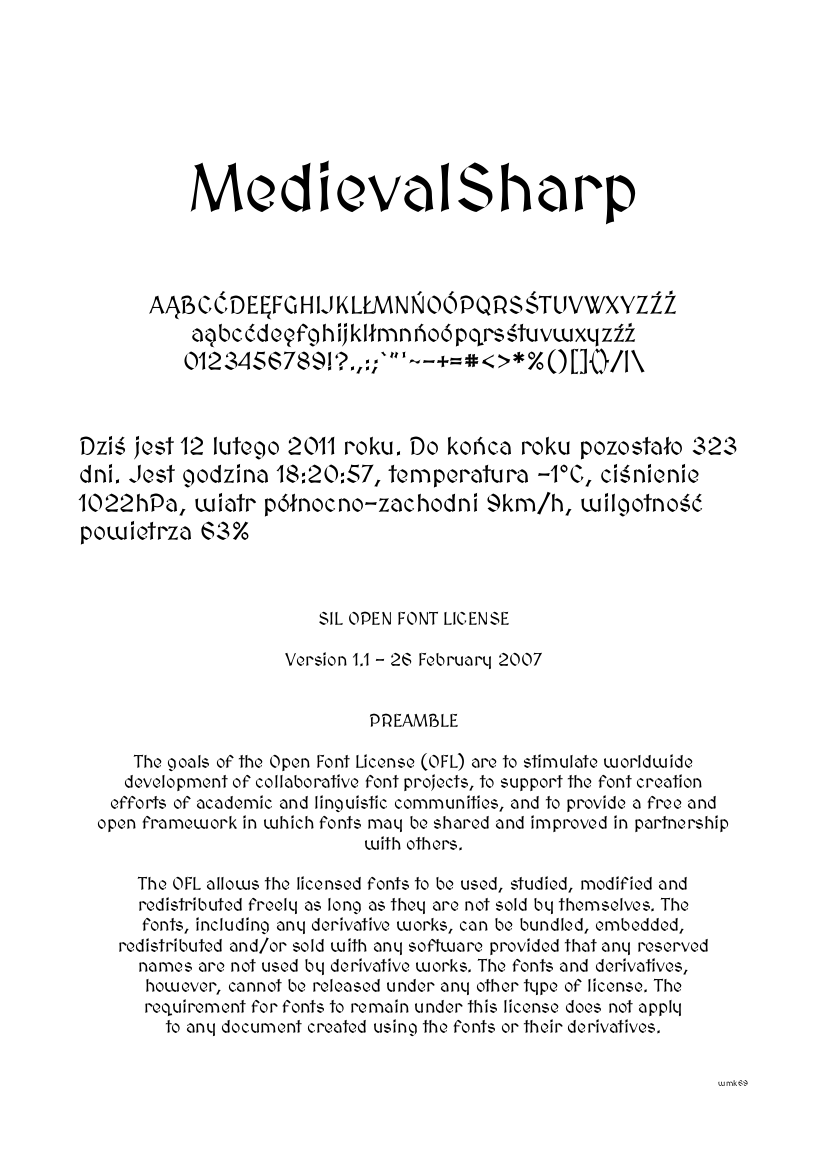 MedievalSharp
AĄBCĆDEĘFGHIJKLŁMNŃOÓPQRSŚTUVWXYZŹŻ
aąbcćdeęfghijklłmnńoópqrsśtuvwxyzźż
0123456789!?.,:;`"'~–+=#<>*%()[]{}/|\
Dziś jest 12 lutego 2011 roku. Do końca roku pozostało 323
dni. Jest godzina 18:20:57, temperatura –1°C, ciśnienie
1022hPa, wiatr północno–zachodni 9km/h, wilgotność
powietrza 63%
SIL OPEN FONT LICENSE
Version 1.1 – 26 February 2007
PREAMBLE
The goals of the Open Font License (OFL) are to stimulate worldwide
development of collaborative font projects, to support the font creation
efforts of academic and linguistic communities, and to provide a free and
open framework in which fonts may be shared and improved in partnership
with others.
The OFL allows the licensed fonts to be used, studied, modified and
redistributed freely as long as they are not sold by themselves. The
fonts, including any derivative works, can be bundled, embedded,
redistributed and/or sold with any software provided that any reserved
names are not used by derivative works. The fonts and derivatives,
however, cannot be released under any other type of license. The
requirement for fonts to remain under this license does not apply
to any document created using the fonts or their derivatives.
wmk69